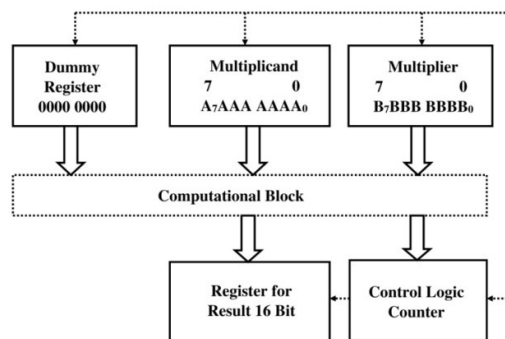 Dummy
Register
0000 0000
Multiplicand
7 0
A₇AAA AAAA₀
Multiplier
7 0
B₇BBB BBBB₀
Computational Block
Register for
Result 16 Bit
Control Logic
Counter